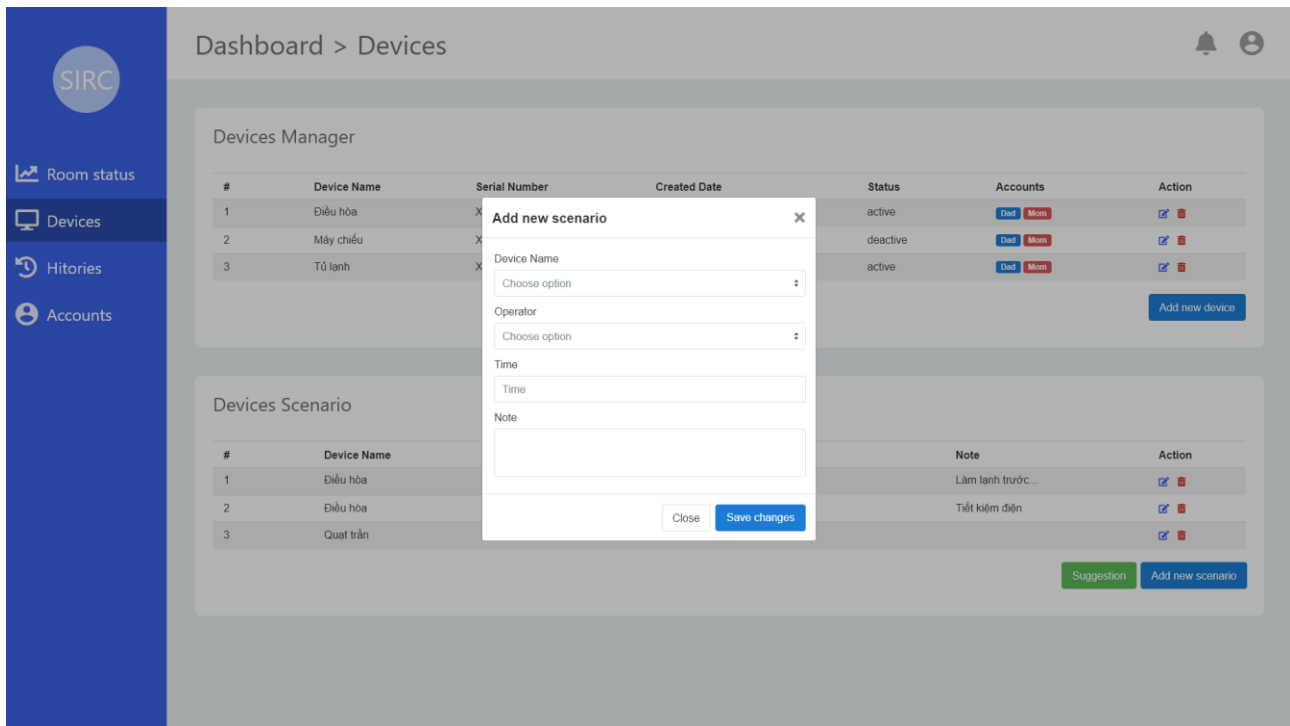 SIRC
Dashboard > Devices
Room status
Devices
Hitories
Accounts
Devices Manager
# Device Name Serial Number Created Date Status Accounts Action
1 Điều hòa X active Dad Mom
2 Máy chiếu X deactive Dad Mom
3 Tủ lạnh X active Dad Mom
Add new device
Add new scenario
Device Name
Choose option
Operator
Choose option
Time
Time
Note
Close Save changes
Devices Scenario
# Device Name Note Action
1 Điều hòa Làm lạnh trước...
2 Điều hòa Tiết kiệm điện
3 Quạt trần
Suggestion Add new scenario